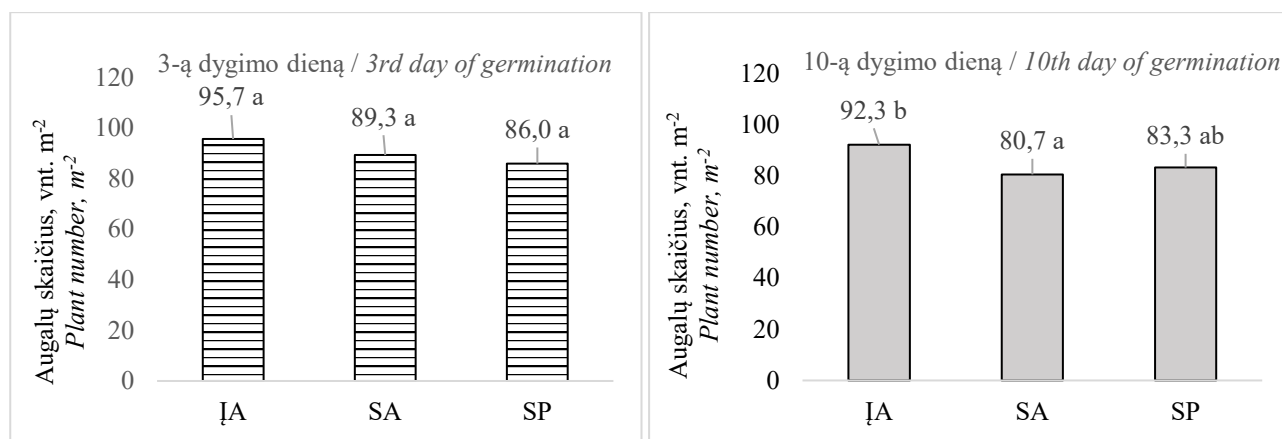 3-ą dygimo dieną / 3rd day of germination
Augalų skaičius, vnt. m⁻²
Plant number, m⁻²
120
100
80
60
40
20
0
95,7 a
89,3 a
86,0 a
ĮA
SA
SP
10-ą dygimo dieną / 10th day of germination
Augalų skaičius, vnt. m⁻²
Plant number, m⁻²
120
100
80
60
40
20
0
92,3 b
80,7 a
83,3 ab
ĮA
SA
SP